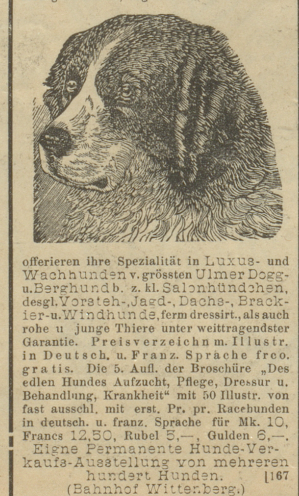 offerieren ihre Spezialität in Luxus- und
Wachhunden v. grössten Ulmer Dogg-
u. Berghund b. z. kl. Salonhündchen,
desgl. Vorsteh-, Jagd-, Dachs-, Brack-
ier- u. Windhunde, ferm dressirt., als auch
rohe u junge Thiere unter weittragendster
Garantie. Preisverzeichn m. Illustr.
in Deutsch. u. Franz. Sprache frco.
gratis. Die 5. Aufl. der Broschüre „Des
edlen Hundes Aufzucht, Pflege, Dressur u.
Behandlung, Krankheit“ mit 50 Illustr. von
fast ausschl. mit erst. Pr. pr. Racehunden
in deutsch. u. franz. Sprache für Mk. 10,
Francs 12,50, Rubel 5,—, Gulden 6,—.
Eigne Permanente Hunde-Ver-
kaufs-Ausstellung von mehreren
hundert Hunden. [167
(Bahnhof Wittenberg.)